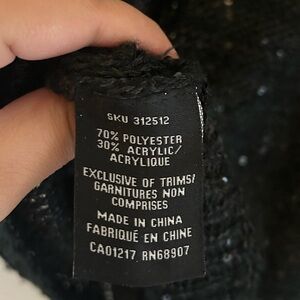 SKU 312512
70% POLYESTER
30% ACRYLIC/
ACRYLIQUE
EXCLUSIVE OF TRIMS/
GARNITURES NON
COMPRISES
MADE IN CHINA
FABRIQUÉ EN CHINE
CA01217 RN68907